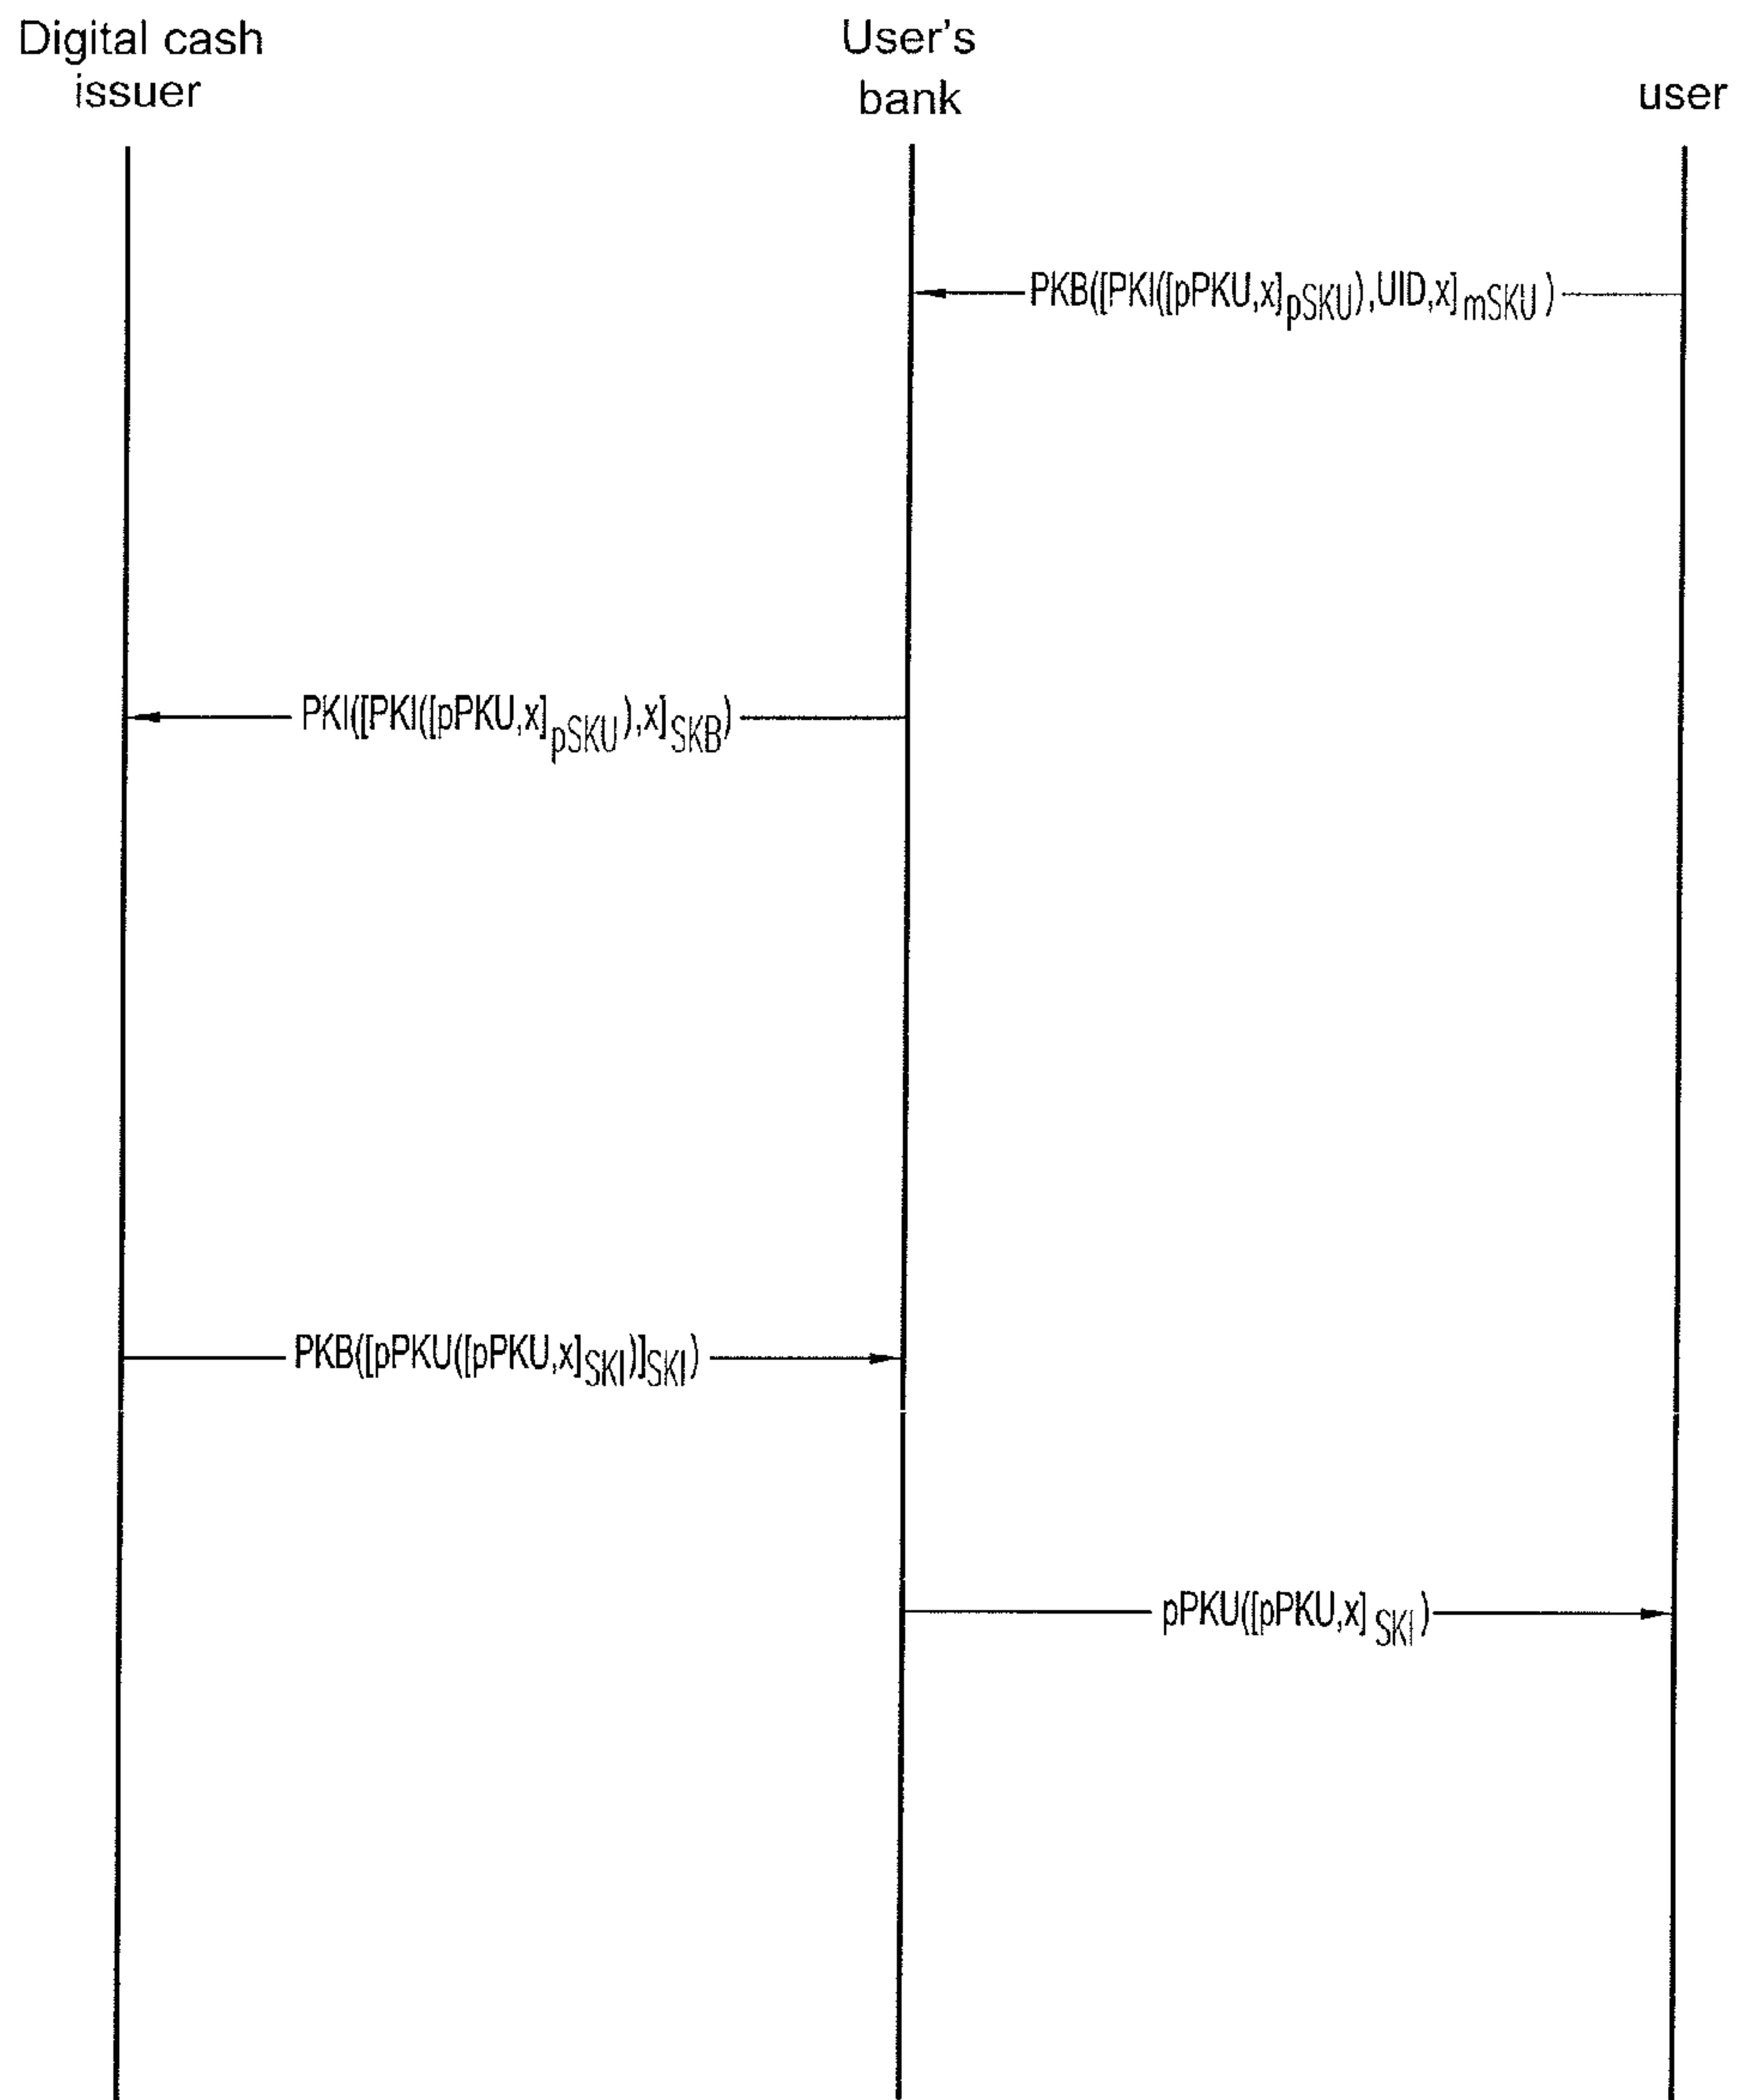 Digital cash
issuer
User's
bank
user
PKB([PKI([pPKU,x]pSKU),UID,x]mSKU)
PKI([PKI([pPKU,x]pSKU),x]SKB)
PKB([pPKU([pPKU,x]SKI)]SKI)
pPKU([pPKU,x]SKI)